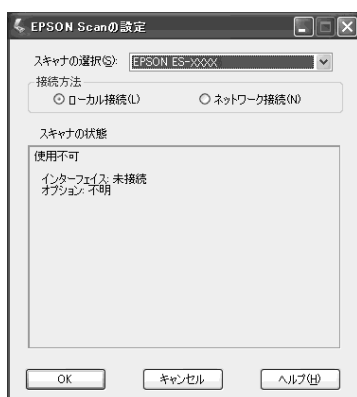 EPSON Scanの設定
スキャナの選択(S): EPSON ES-XXXX
接続方法
ローカル接続(L) ネットワーク接続(N)
スキャナの状態
使用不可
インターフェイス: 未接続
オプション: 不明
OK キャンセル ヘルプ(H)